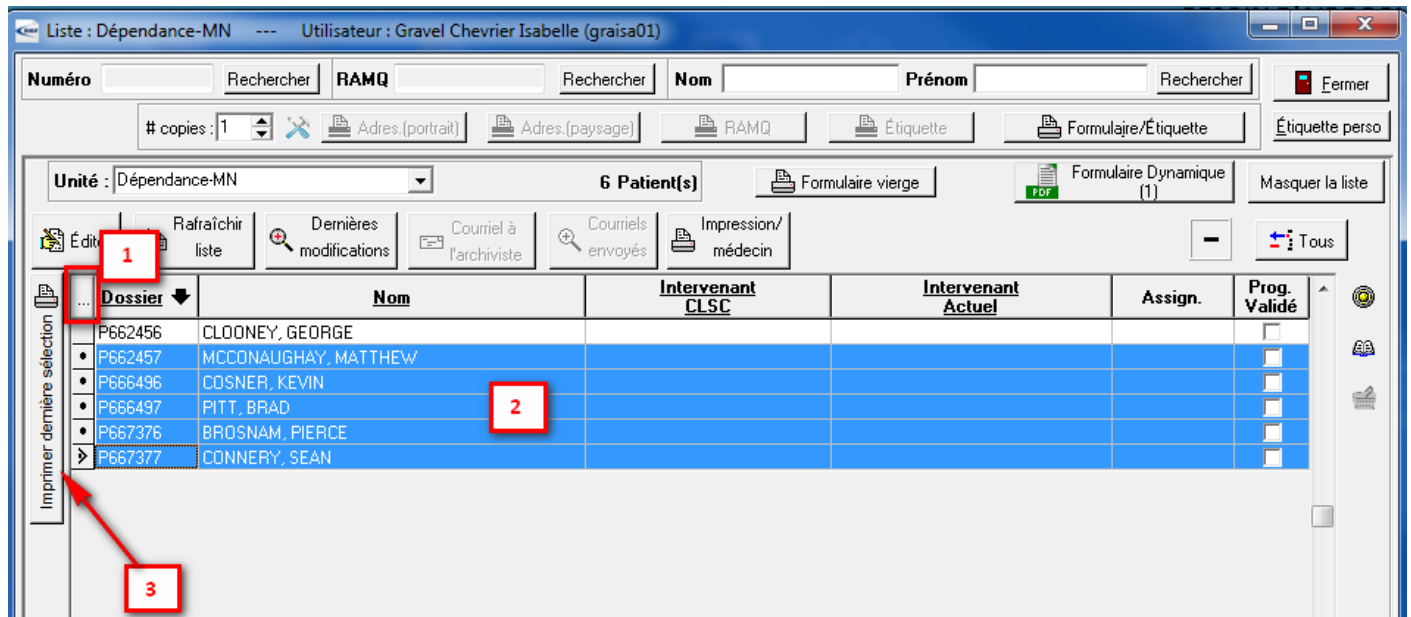 Liste : Dépendance-MN --- Utilisateur : Gravel Chevrier Isabelle (graisa01)
Numéro Rechercher RAMQ Rechercher Nom Prénom Rechercher Fermer
# copies : 1 Adres.(portrait) Adres.(paysage) RAMQ Étiquette Formulaire/Étiquette Étiquette perso
Unité : Dépendance-MN 6 Patient(s) Formulaire vierge PDF Formulaire Dynamique (1) Masquer la liste
Édite Rafraîchir liste Dernières modifications Courriel à l'archiviste Courriels envoyés Impression/ médecin - Tous
1
... Dossier Nom Intervenant CLSC Intervenant Actuel Assign. Prog. Validé
P662456 CLOONEY, GEORGE
P662457 MCCONAUGHAY, MATTHEW
P666496 COSNER, KEVIN
P666497 PITT, BRAD
2
P667376 BROSNAM, PIERCE
P667377 CONNERY, SEAN
Imprimer dernière sélection
3